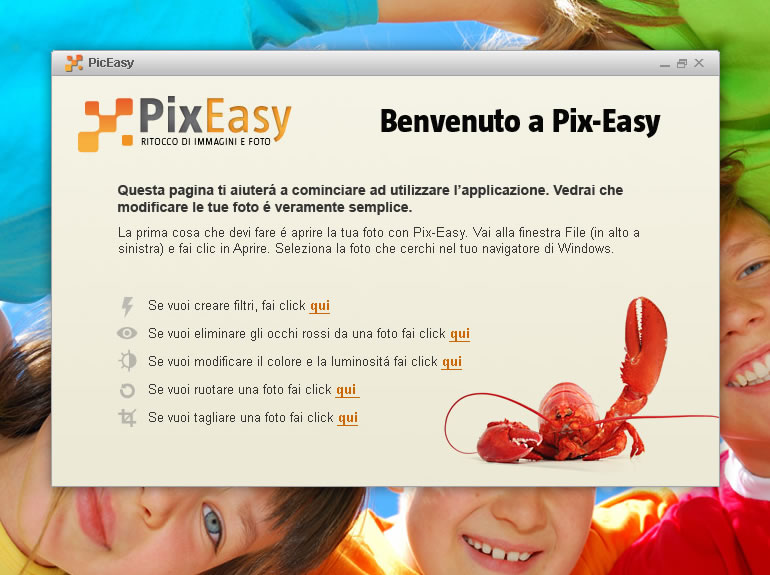 PicEasy
PixEasy
RITOCCO DI IMMAGINI E FOTO
Benvenuto a Pix-Easy
Questa pagina ti aiuterá a cominciare ad utilizzare l’applicazione. Vedrai che
modificare le tue foto é veramente semplice.
La prima cosa che devi fare é aprire la tua foto con Pix-Easy. Vai alla finestra File (in alto a
sinistra) e fai clic in Aprire. Seleziona la foto che cerchi nel tuo navigatore di Windows.
Se vuoi creare filtri, fai click qui
Se vuoi eliminare gli occhi rossi da una foto fai click qui
Se vuoi modificare il colore e la luminositá fai click qui
Se vuoi ruotare una foto fai click qui
Se vuoi tagliare una foto fai click qui